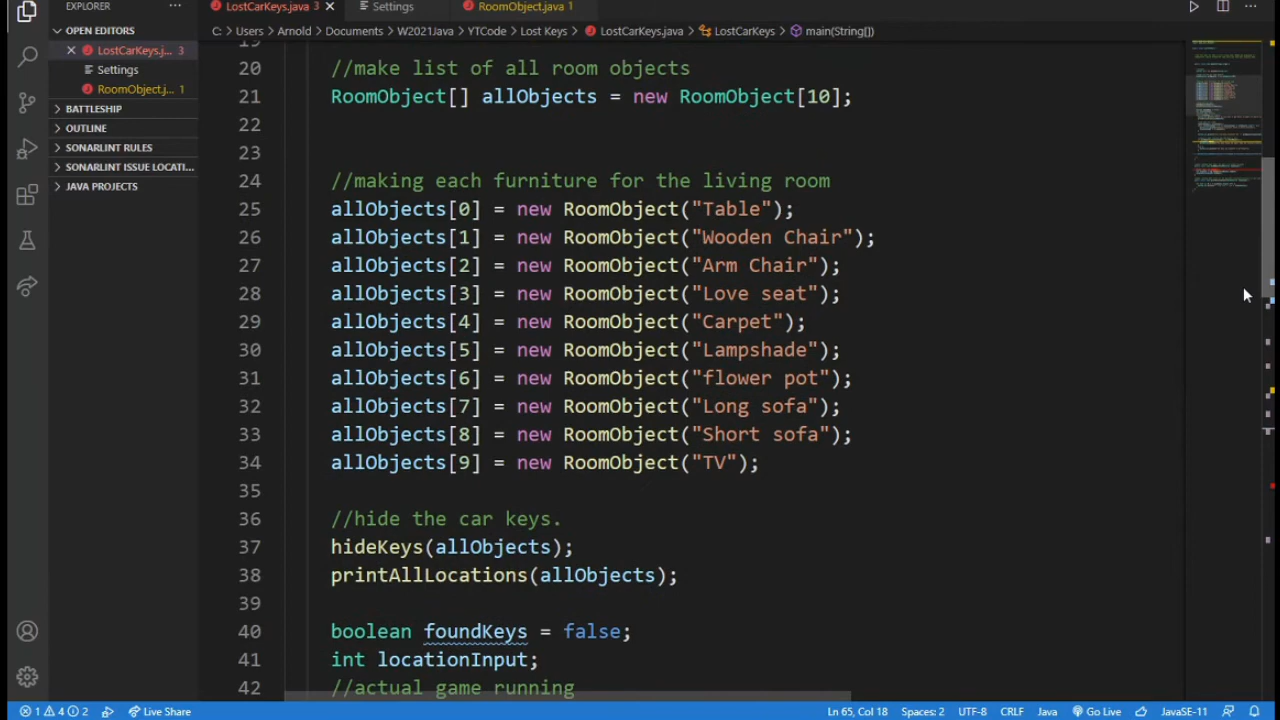 EXPLORER ··· LostCarKeys.java 3 Settings RoomObject.java 1 ···
OPEN EDITORS
C: > Users > Arnold > Documents > W2021Java > YTCode > Lost Keys > LostCarKeys.java > LostCarKeys > main(String[])
LostCarKeys.j... 3
Settings
RoomObject.j... 1
BATTLESHIP
OUTLINE
SONARLINT RULES
SONARLINT ISSUE LOCATI...
JAVA PROJECTS
19
20 //make list of all room objects
21 RoomObject[] allObjects = new RoomObject[10];
22
23
24 //making each furniture for the living room
25 allObjects[0] = new RoomObject("Table");
26 allObjects[1] = new RoomObject("Wooden Chair");
27 allObjects[2] = new RoomObject("Arm Chair");
28 allObjects[3] = new RoomObject("Love seat");
29 allObjects[4] = new RoomObject("Carpet");
30 allObjects[5] = new RoomObject("Lampshade");
31 allObjects[6] = new RoomObject("flower pot");
32 allObjects[7] = new RoomObject("Long sofa");
33 allObjects[8] = new RoomObject("Short sofa");
34 allObjects[9] = new RoomObject("TV");
35
36 //hide the car keys.
37 hideKeys(allObjects);
38 printAllLocations(allObjects);
39
40 boolean foundKeys = false;
41 int locationInput;
42 //actual game running
1 4 2 Live Share Ln 65, Col 18 Spaces: 2 UTF-8 CRLF Java Go Live JavaSE-11